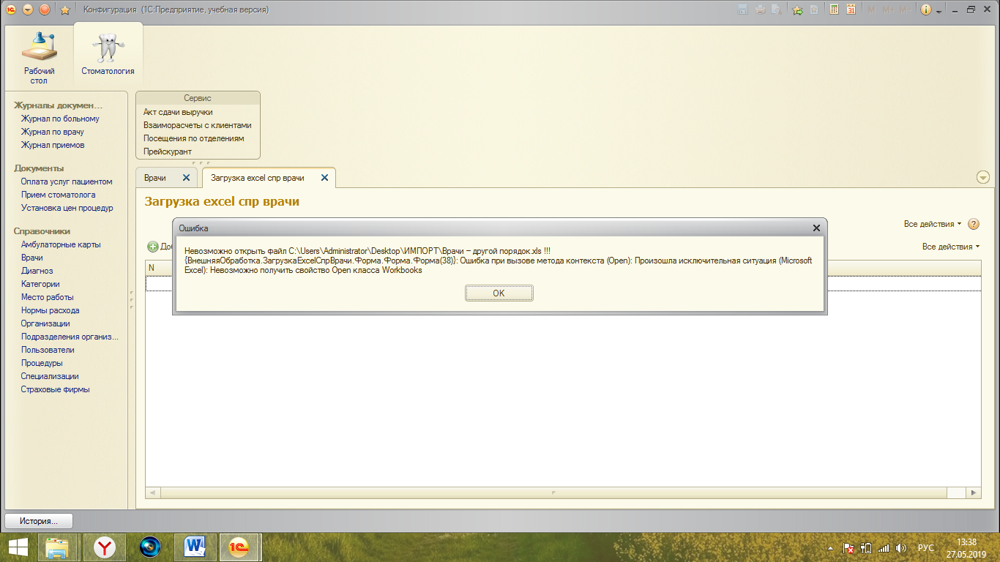 Конфигурация (1С:Предприятие, учебная версия)
31
M M+ M-
Рабочий
стол
Стоматология
Журналы докумен...
Журнал по больному
Журнал по врачу
Журнал приемов
Документы
Оплата услуг пациентом
Прием стоматолога
Установка цен процедур
Справочники
Амбулаторные карты
Врачи
Диагноз
Категории
Место работы
Нормы расхода
Организации
Подразделения организ...
Пользователи
Процедуры
Специализации
Страховые фирмы
Сервис
Акт сдачи выручки
Взаиморасчеты с клиентами
Посещения по отделениям
Прейскурант
Врачи
Загрузка excel спр врачи
Загрузка excel спр врачи
Все действия
?
Доб
Все действия
N
Ошибка
Невозможно открыть файл C:\Users\Administrator\Desktop\ИМПОРТ\Врачи – другой порядок.xls !!!
{ВнешняяОбработка.ЗагрузкаExcelСпрВрачи.Форма.Форма.Форма(38)}: Ошибка при вызове метода контекста (Open): Произошла исключительная ситуация (Microsoft
Excel): Невозможно получить свойство Open класса Workbooks
OK
История...
РУС
13:38
27.05.2019